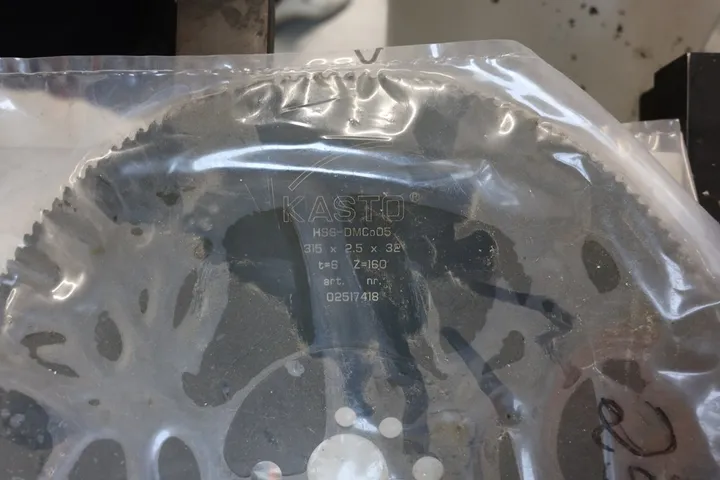 KASTO®
HSS-DMCo05
315 x 2.5 x 32
t=6 Z=160
art. nr.
02517418